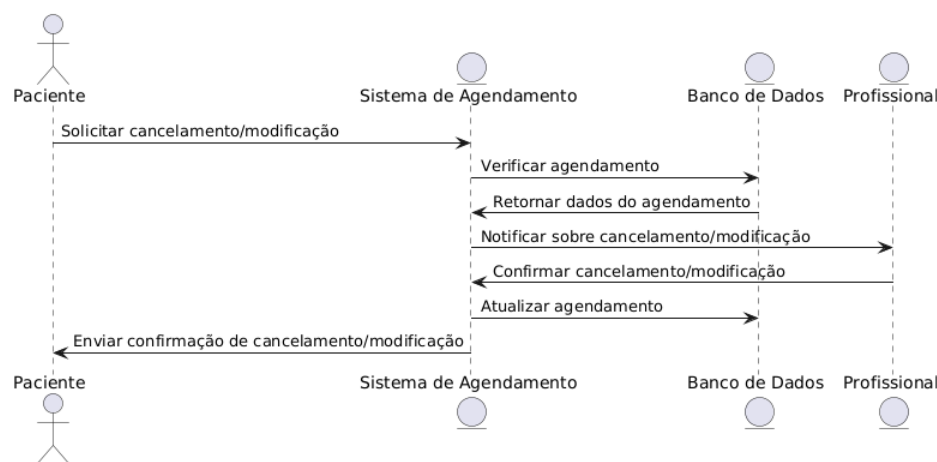 Paciente
Sistema de Agendamento
Banco de Dados
Profissional
Solicitar cancelamento/modificação
Verificar agendamento
Retornar dados do agendamento
Notificar sobre cancelamento/modificação
Confirmar cancelamento/modificação
Atualizar agendamento
Enviar confirmação de cancelamento/modificação
Paciente
Sistema de Agendamento
Banco de Dados
Profissional